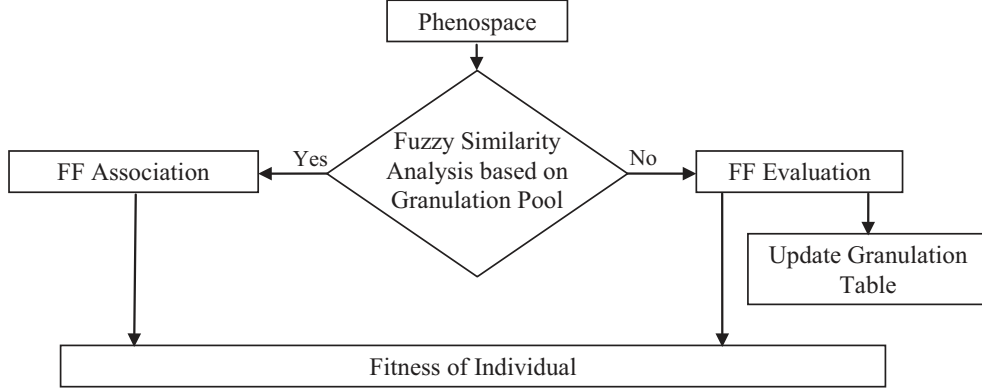 Phenospace
Fuzzy Similarity
Analysis based on
Granulation Pool
Yes
No
FF Association
FF Evaluation
Update Granulation
Table
Fitness of Individual